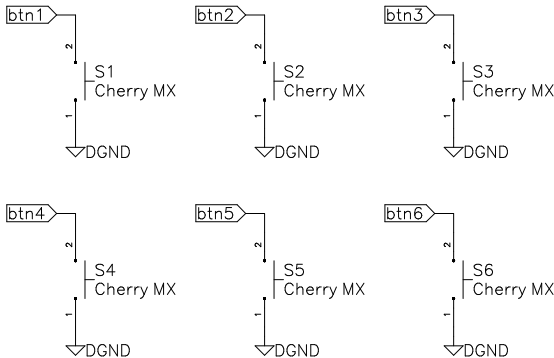 btn1
2
S1
Cherry MX
1
DGND
btn2
2
S2
Cherry MX
1
DGND
btn3
2
S3
Cherry MX
1
DGND
btn4
2
S4
Cherry MX
1
DGND
btn5
2
S5
Cherry MX
1
DGND
btn6
2
S6
Cherry MX
1
DGND